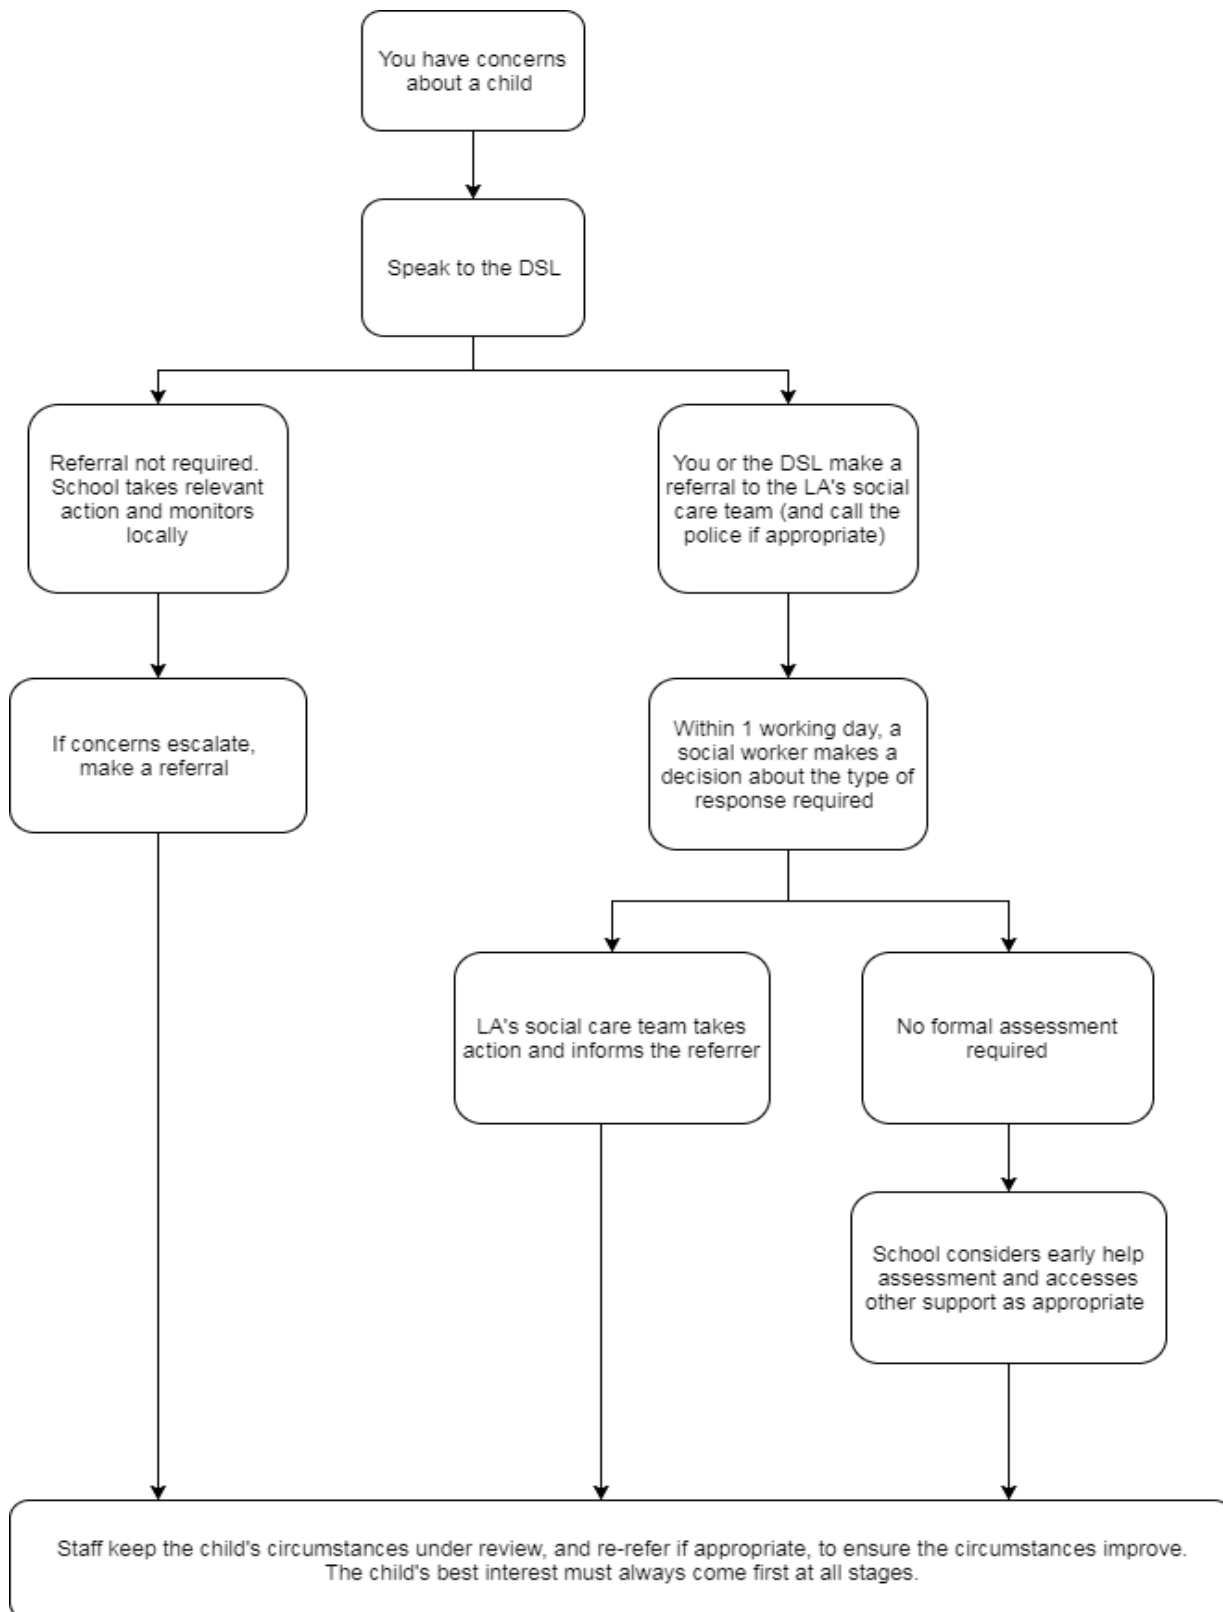 You have concerns
about a child
Speak to the DSL
Referral not required.
School takes relevant
action and monitors
locally
You or the DSL make a
referral to the LA's social
care team (and call the
police if appropriate)
If concerns escalate,
make a referral
Within 1 working day, a
social worker makes a
decision about the type of
response required
LA's social care team takes
action and informs the referrer
No formal assessment
required
School considers early help
assessment and accesses
other support as appropriate
Staff keep the child's circumstances under review, and re-refer if appropriate, to ensure the circumstances improve.
The child's best interest must always come first at all stages.